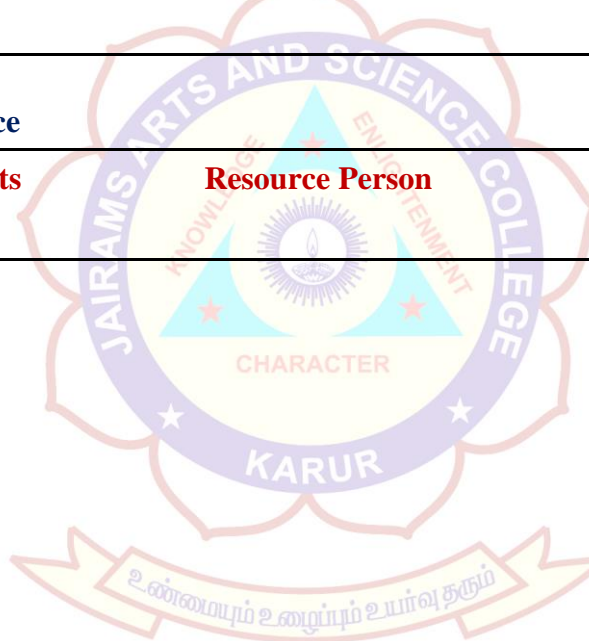 ce
ts Resource Person
JAIRAMS ARTS AND SCIENCE COLLEGE
KNOWLEDGE
ENLIGHTENMENT
CHARACTER
KARUR
உண்மையும் உழைப்பும் உயர்வு தரும்